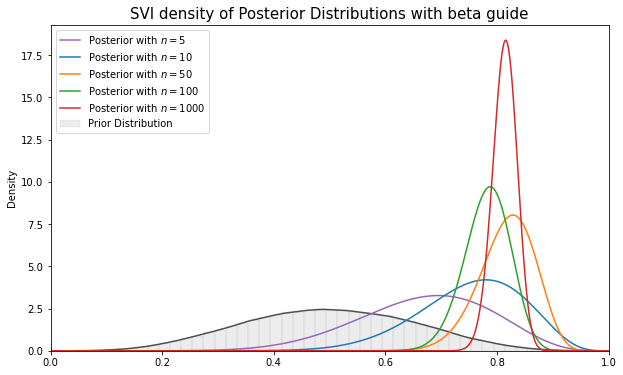 SVI density of Posterior Distributions with beta guide
Posterior with n = 5
Posterior with n = 10
Posterior with n = 50
Posterior with n = 100
Posterior with n = 1000
Prior Distribution
Density
17.5
15.0
12.5
10.0
7.5
5.0
2.5
0.0
0.0 0.2 0.4 0.6 0.8 1.0